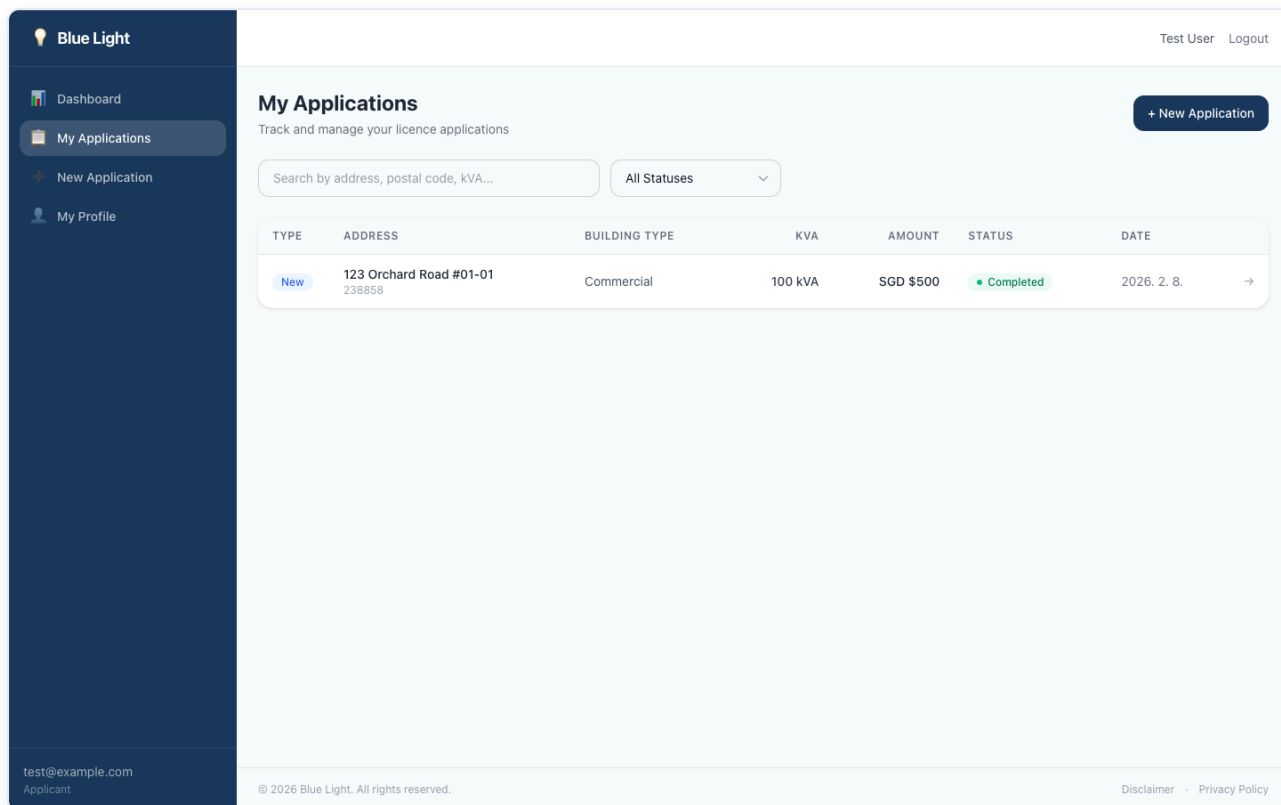 Blue Light
Test User Logout
Dashboard
My Applications
New Application
My Profile
My Applications
Track and manage your licence applications
+ New Application
Search by address, postal code, kVA...
All Statuses
TYPE ADDRESS BUILDING TYPE KVA AMOUNT STATUS DATE
New 123 Orchard Road #01-01 Commercial 100 kVA SGD $500 Completed 2026. 2. 8. →
238858
test@example.com
Applicant
© 2026 Blue Light. All rights reserved. Disclaimer · Privacy Policy